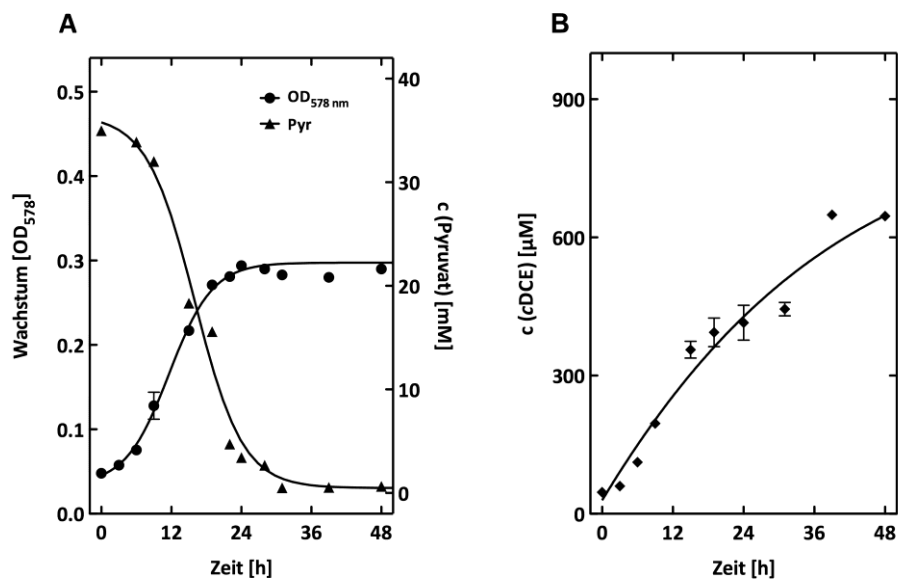 A
Wachstum [OD578]
0.5
0.4
0.3
0.2
0.1
0.0
OD578 nm
Pyr
40
30
20
10
0
c (Pyruvat) [mM]
0 12 24 36 48
Zeit [h]
B
c (cDCE) [µM]
900
600
300
0
0 12 24 36 48
Zeit [h]